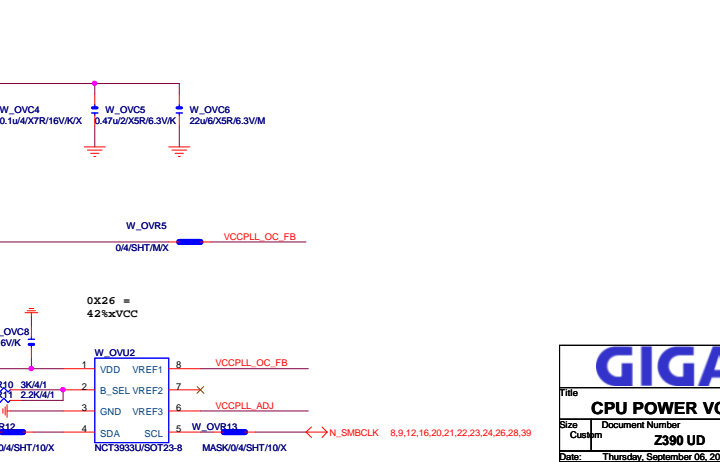 W_OVC4
0.1u/4/X7R/16V/K/X
W_OVC5
0.47u/2/X5R/6.3V/K
W_OVC6
22u/6/X5R/6.3V/M
W_OVR5
VCCPLL_OC_FB
0/4/SHT/M/X
0X26 =
42%xVCC
_OVC8
6V/K
W_OVU2
1 VDD VREF1 8 VCCPLL_OC_FB
R10 3K/4/1
2 B_SEL VREF2 7
R11 2.2K/4/1
3 GND VREF3 6 VCCPLL_ADJ
R12
4 SDA SCL 5 W_OVR13
N_SMBCLK 8,9,12,16,20,21,22,23,24,26,28,39
0/4/SHT/10/X
NCT3933U/SOT23-8
MASK/0/4/SHT/10/X
GIGA
Title
CPU POWER VC
Size
Custom
Document Number
Z390 UD
Date: Thursday, September 06, 20